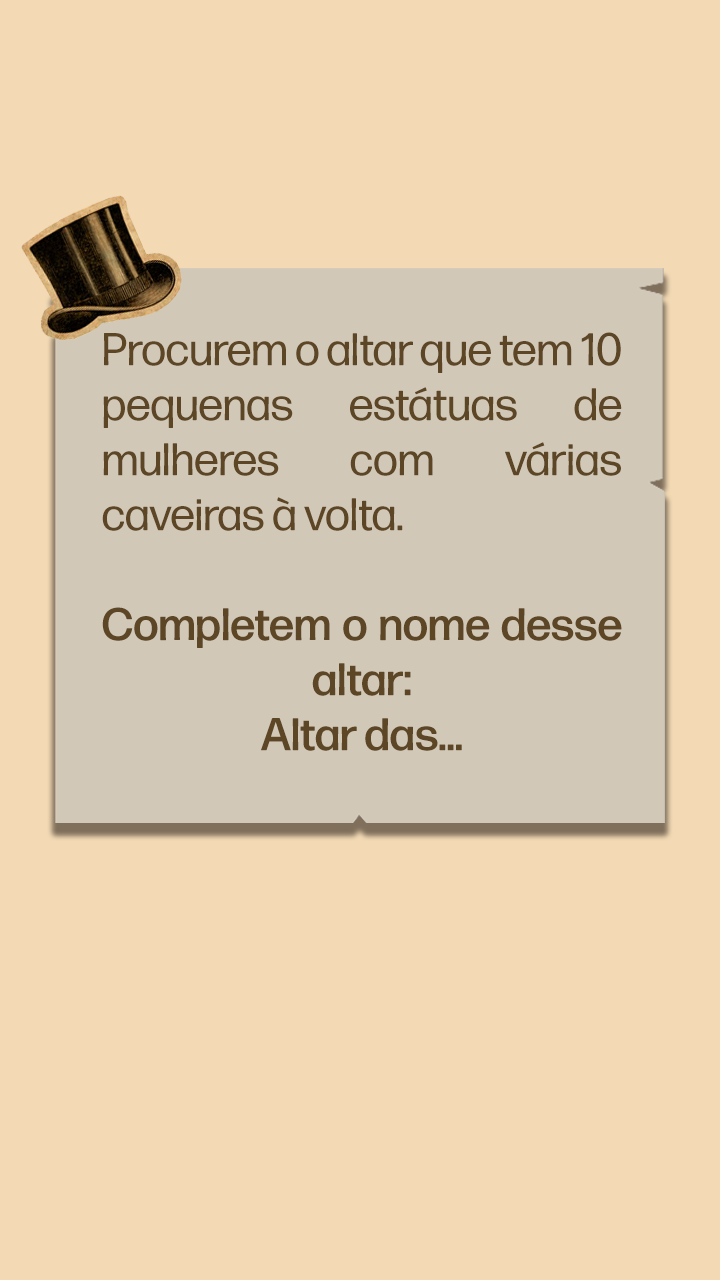 Procurem o altar que tem 10
pequenas estátuas de
mulheres com várias
caveiras à volta.
Completem o nome desse
altar:
Altar das...